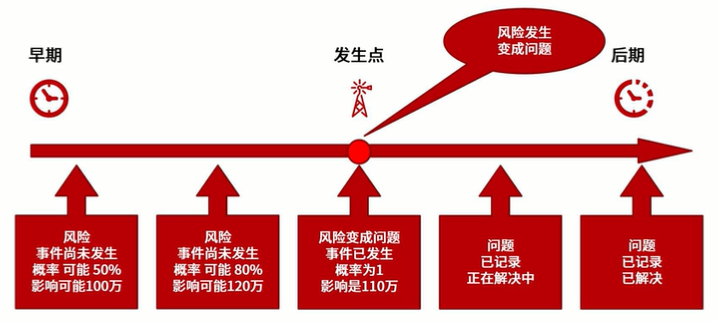 早期
发生点
风险发生
变成问题
后期
风险
事件尚未发生
概率 可能 50%
影响可能100万
风险
事件尚未发生
概率 可能 80%
影响可能120万
风险变成问题
事件已发生
概率为1
影响是110万
问题
已记录
正在解决中
问题
已记录
已解决